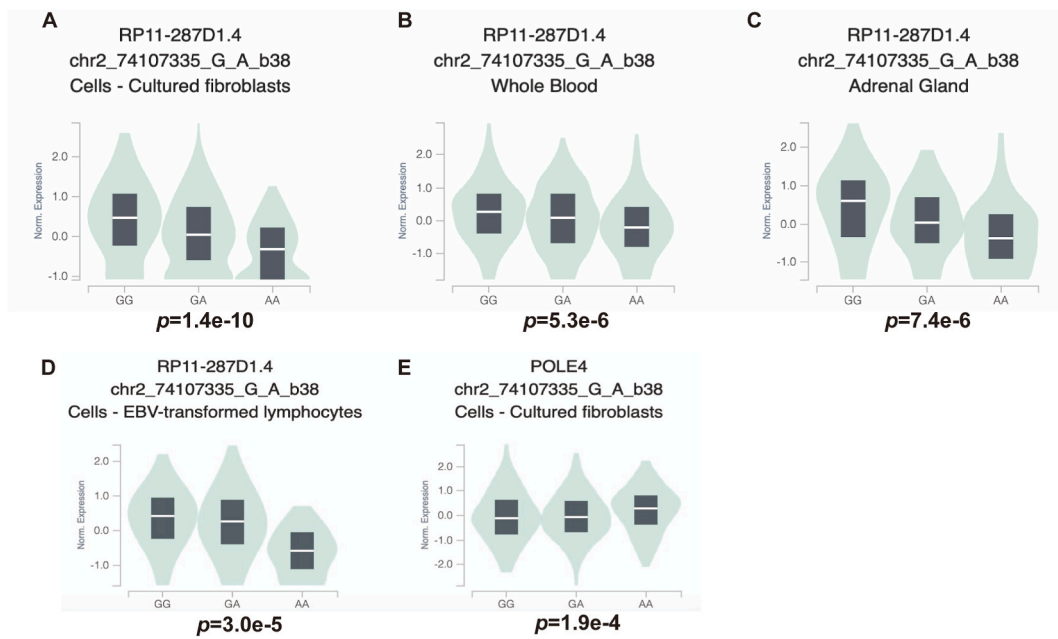 A
RP11-287D1.4
chr2_74107335_G_A_b38
Cells - Cultured fibroblasts
Norm. Expression
2.0
1.0
0.0
-1.0
GG
GA
AA
p=1.4e-10
B
RP11-287D1.4
chr2_74107335_G_A_b38
Whole Blood
Norm. Expression
2.0
1.0
0.0
-1.0
GG
GA
AA
p=5.3e-6
C
RP11-287D1.4
chr2_74107335_G_A_b38
Adrenal Gland
Norm. Expression
2.0
1.0
0.0
-1.0
GG
GA
AA
p=7.4e-6
D
RP11-287D1.4
chr2_74107335_G_A_b38
Cells - EBV-transformed lymphocytes
Norm. Expression
2.0
1.0
0.0
-1.0
GG
GA
AA
p=3.0e-5
E
POLE4
chr2_74107335_G_A_b38
Cells - Cultured fibroblasts
Norm. Expression
2.0
1.0
0.0
-1.0
-2.0
GG
GA
AA
p=1.9e-4